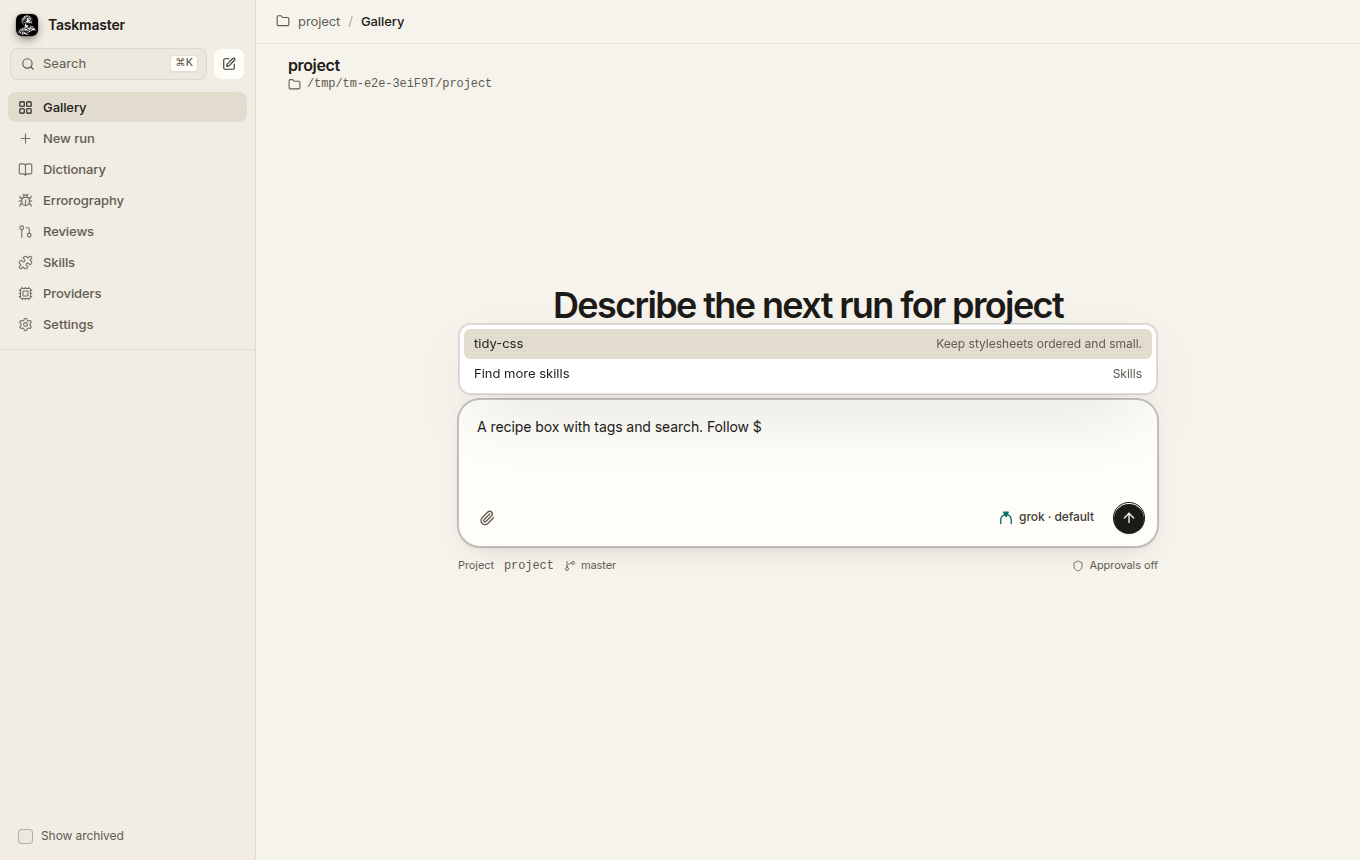 Taskmaster
Search ⌘K
Gallery
New run
Dictionary
Errorography
Reviews
Skills
Providers
Settings
Show archived
project / Gallery
project
/tmp/tm-e2e-3eiF9T/project
Describe the next run for project
tidy-css Keep stylesheets ordered and small.
Find more skills Skills
A recipe box with tags and search. Follow $
grok · default
Project project master Approvals off